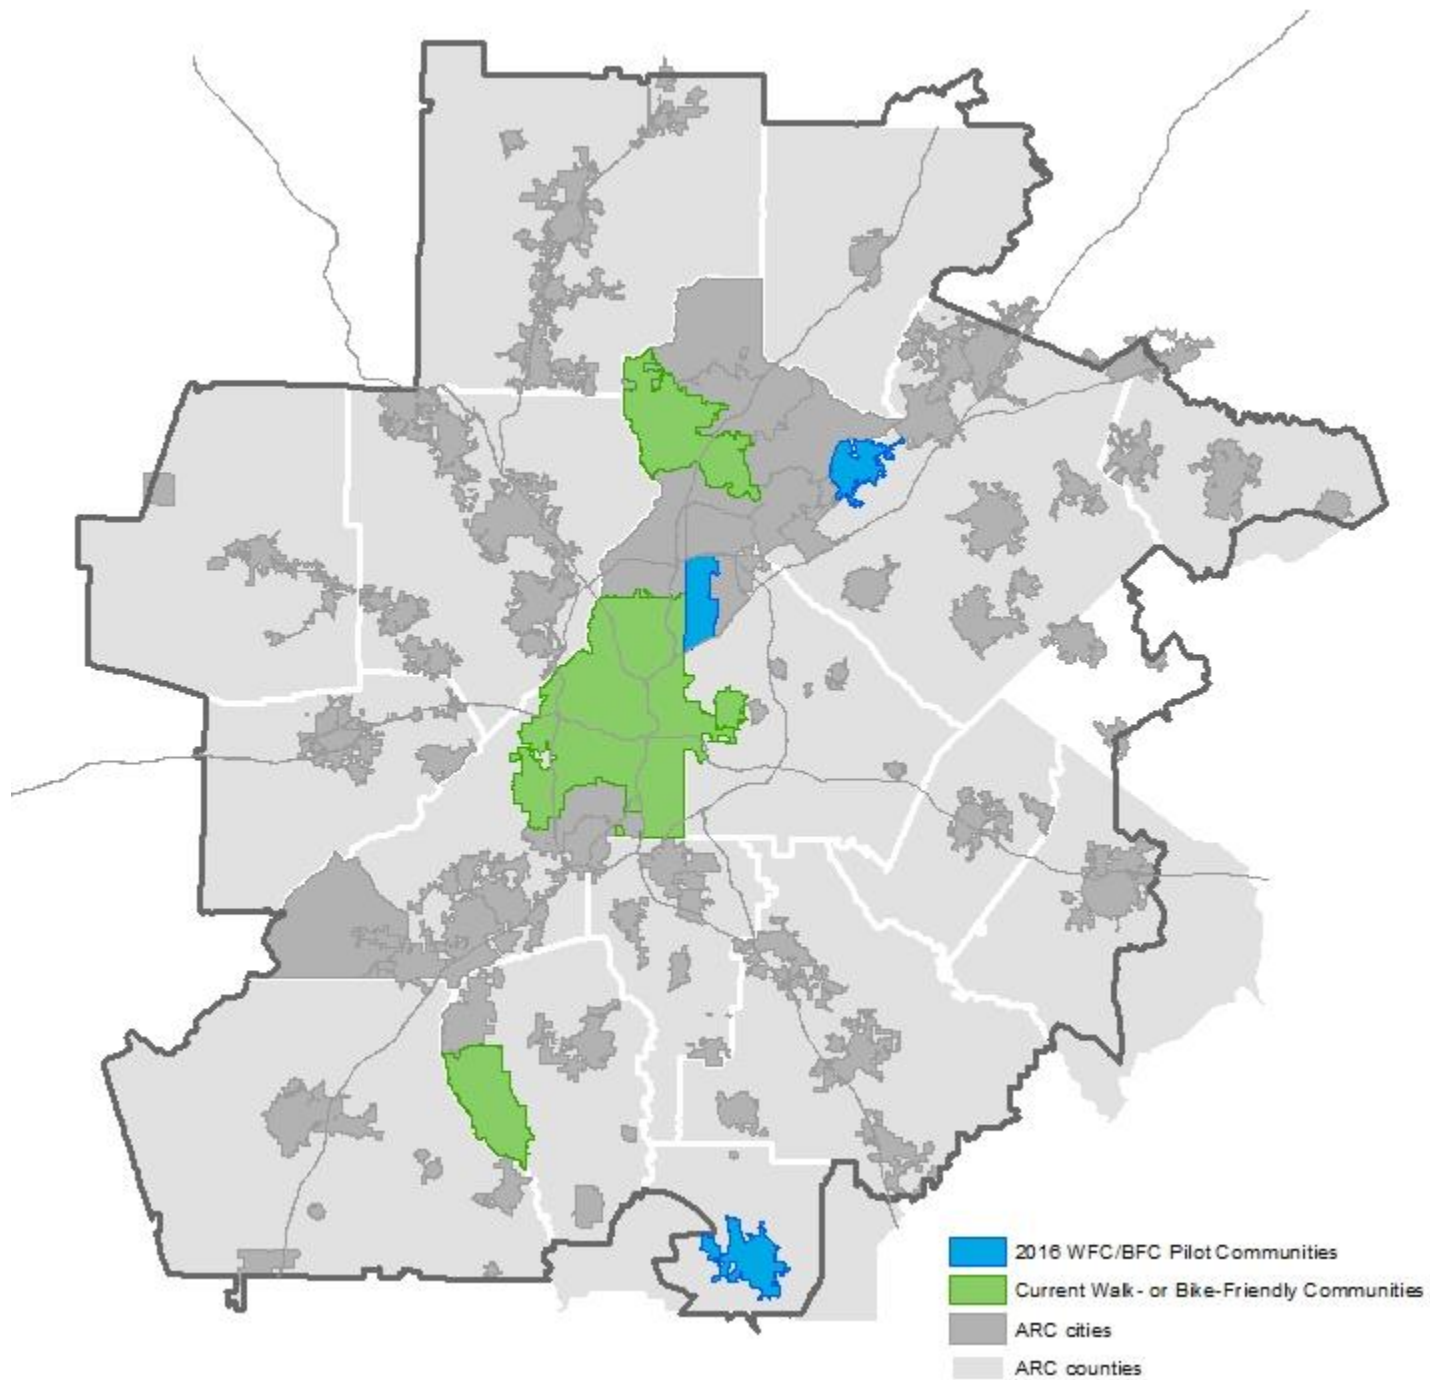 2016 WFC/BFC Pilot Communities
Current Walk- or Bike-Friendly Communities
ARC cities
ARC counties